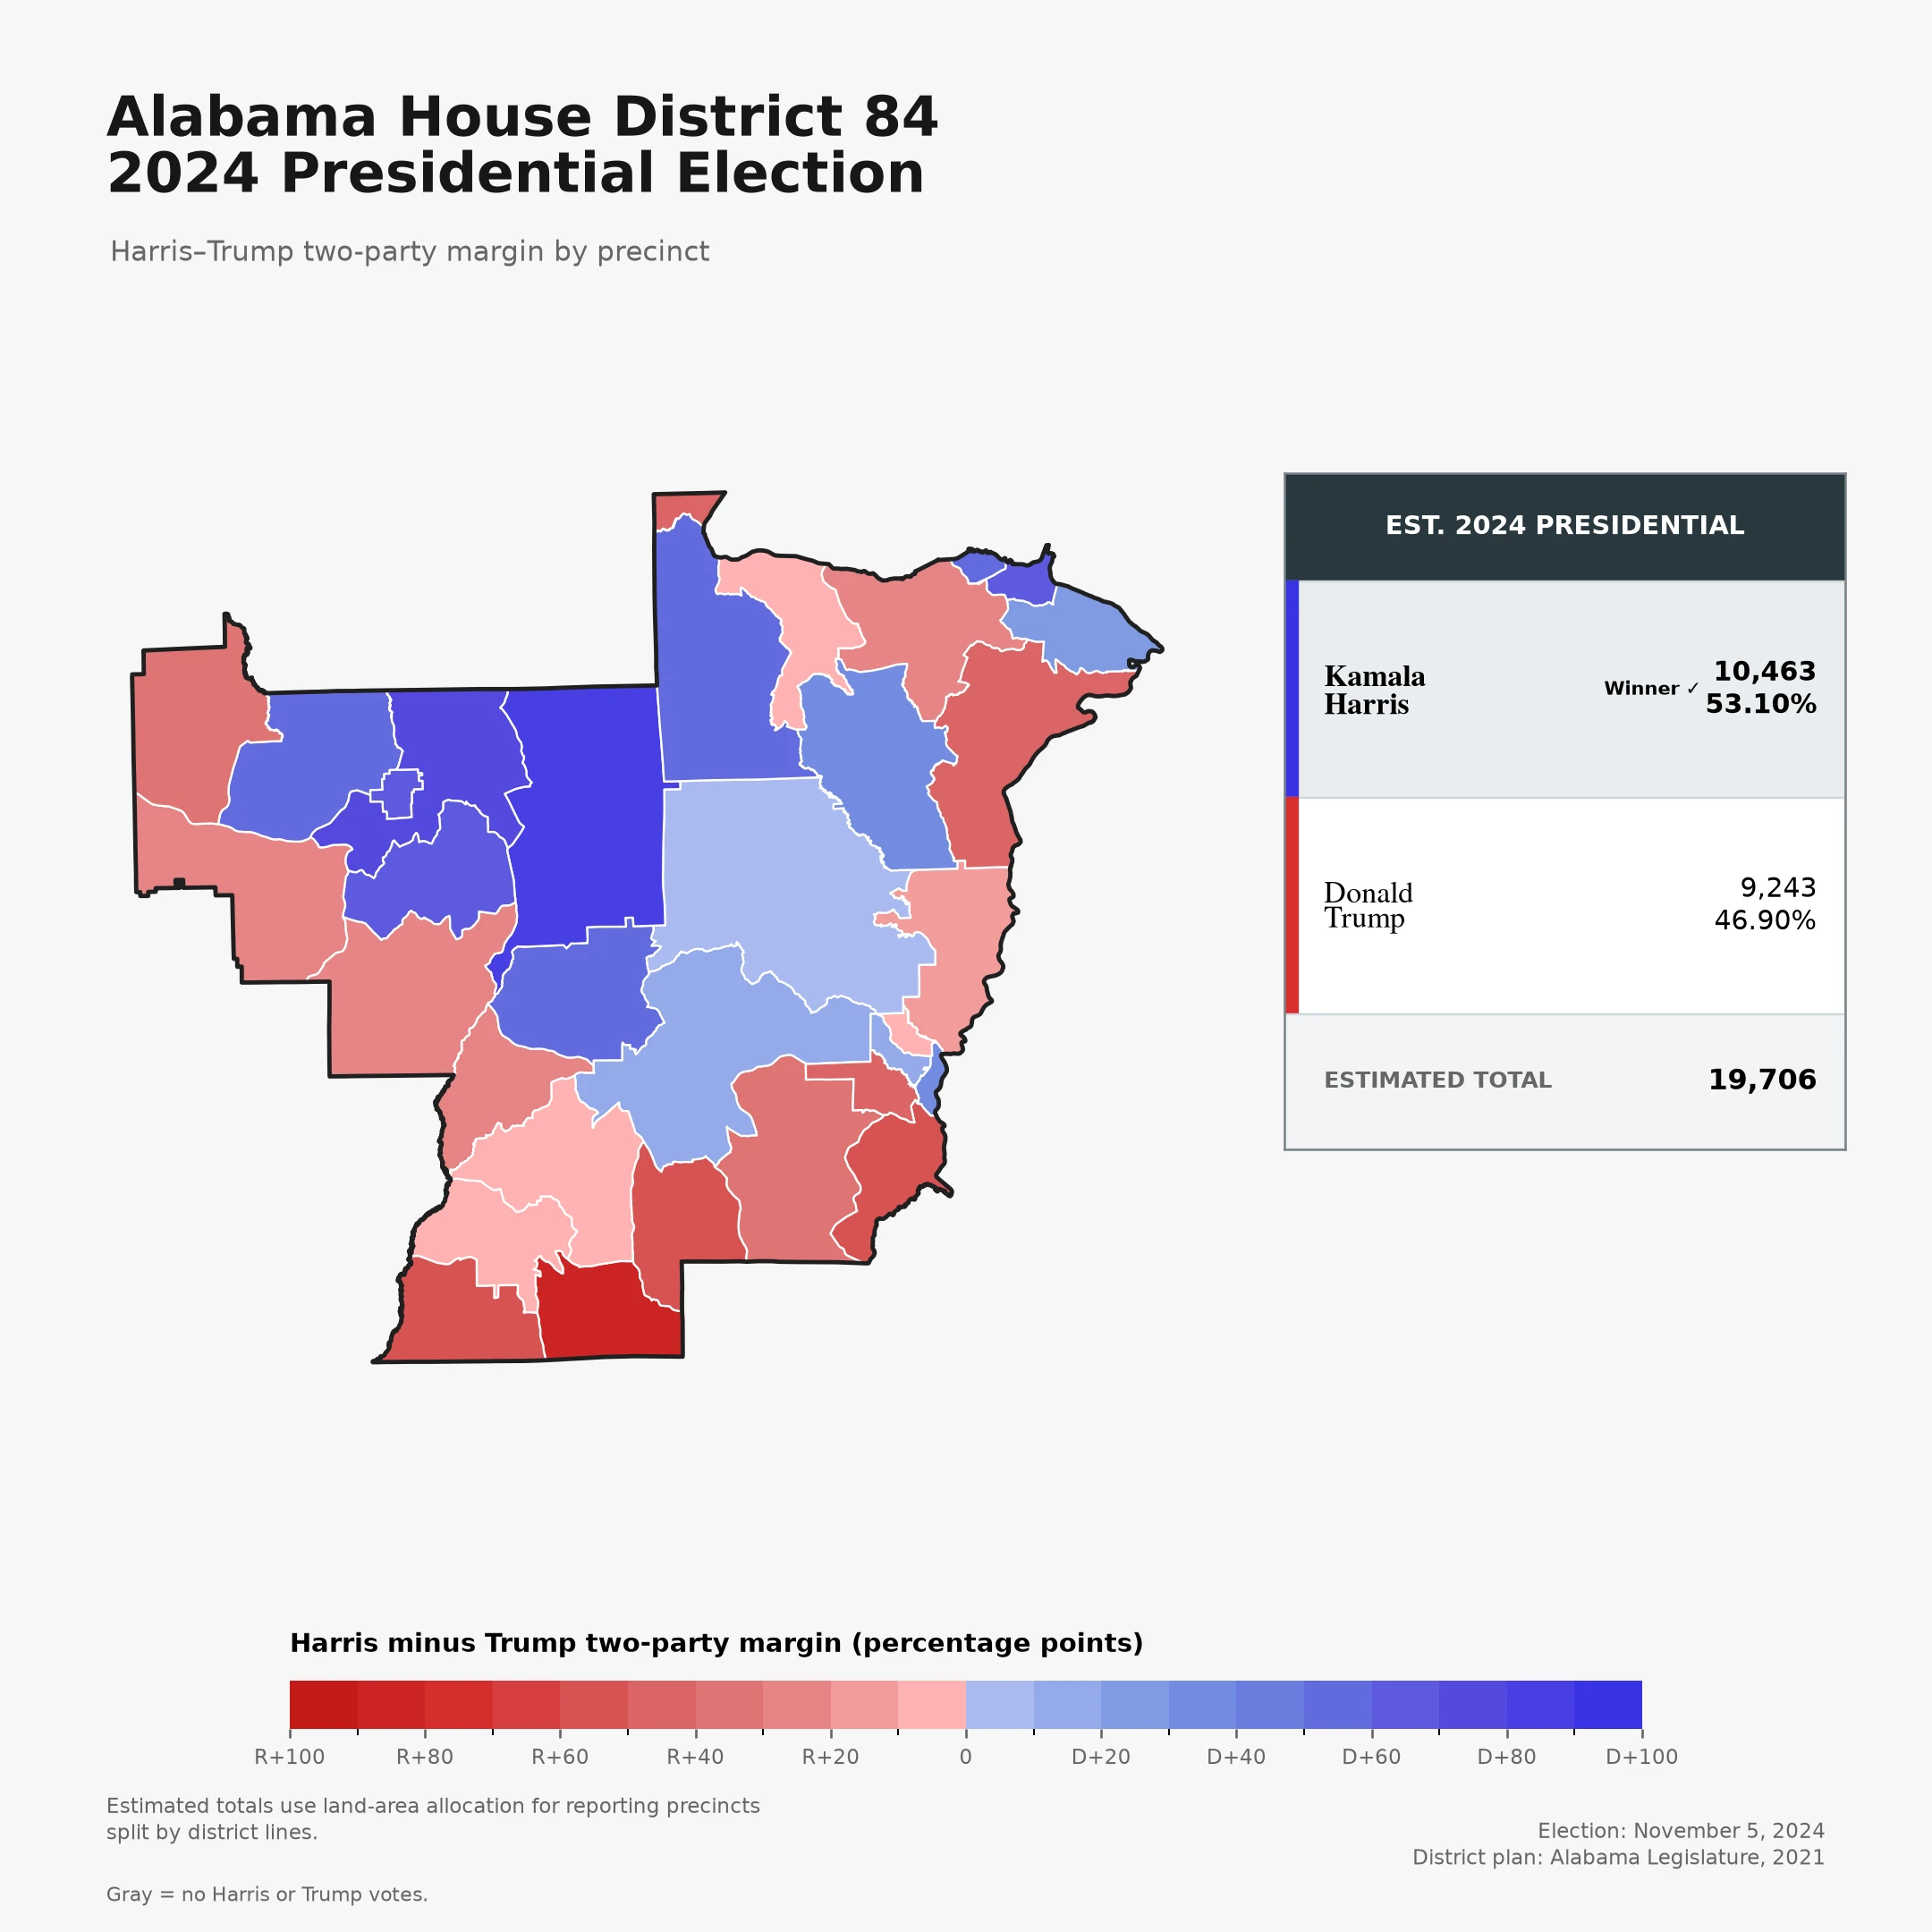 Alabama House District 84
2024 Presidential Election
Harris–Trump two-party margin by precinct
EST. 2024 PRESIDENTIAL
Kamala
Harris
Winner ✓
10,463
53.10%
Donald
Trump
9,243
46.90%
ESTIMATED TOTAL
19,706
Harris minus Trump two-party margin (percentage points)
R+100 R+80 R+60 R+40 R+20 0 D+20 D+40 D+60 D+80 D+100
Estimated totals use land-area allocation for reporting precincts
split by district lines.
Gray = no Harris or Trump votes.
Election: November 5, 2024
District plan: Alabama Legislature, 2021